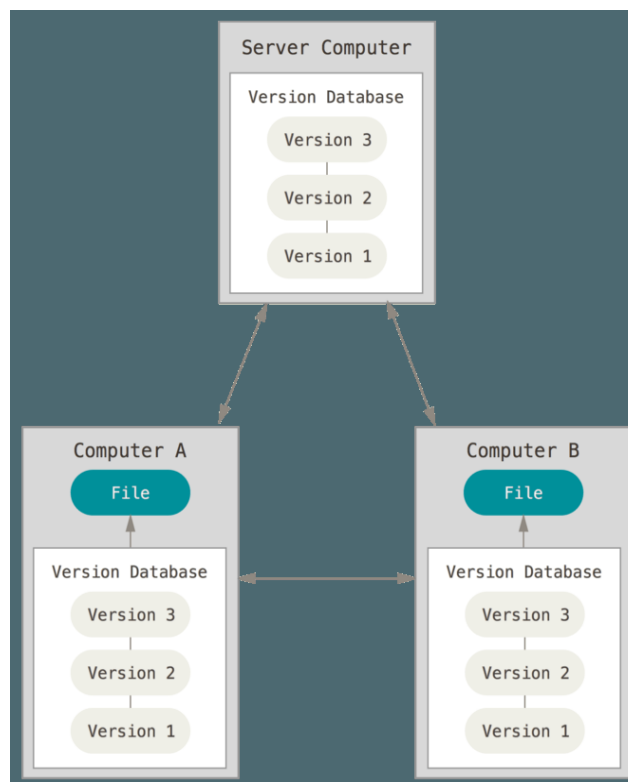 Server Computer
Version Database
Version 3
Version 2
Version 1
Computer A
File
Version Database
Version 3
Version 2
Version 1
Computer B
File
Version Database
Version 3
Version 2
Version 1